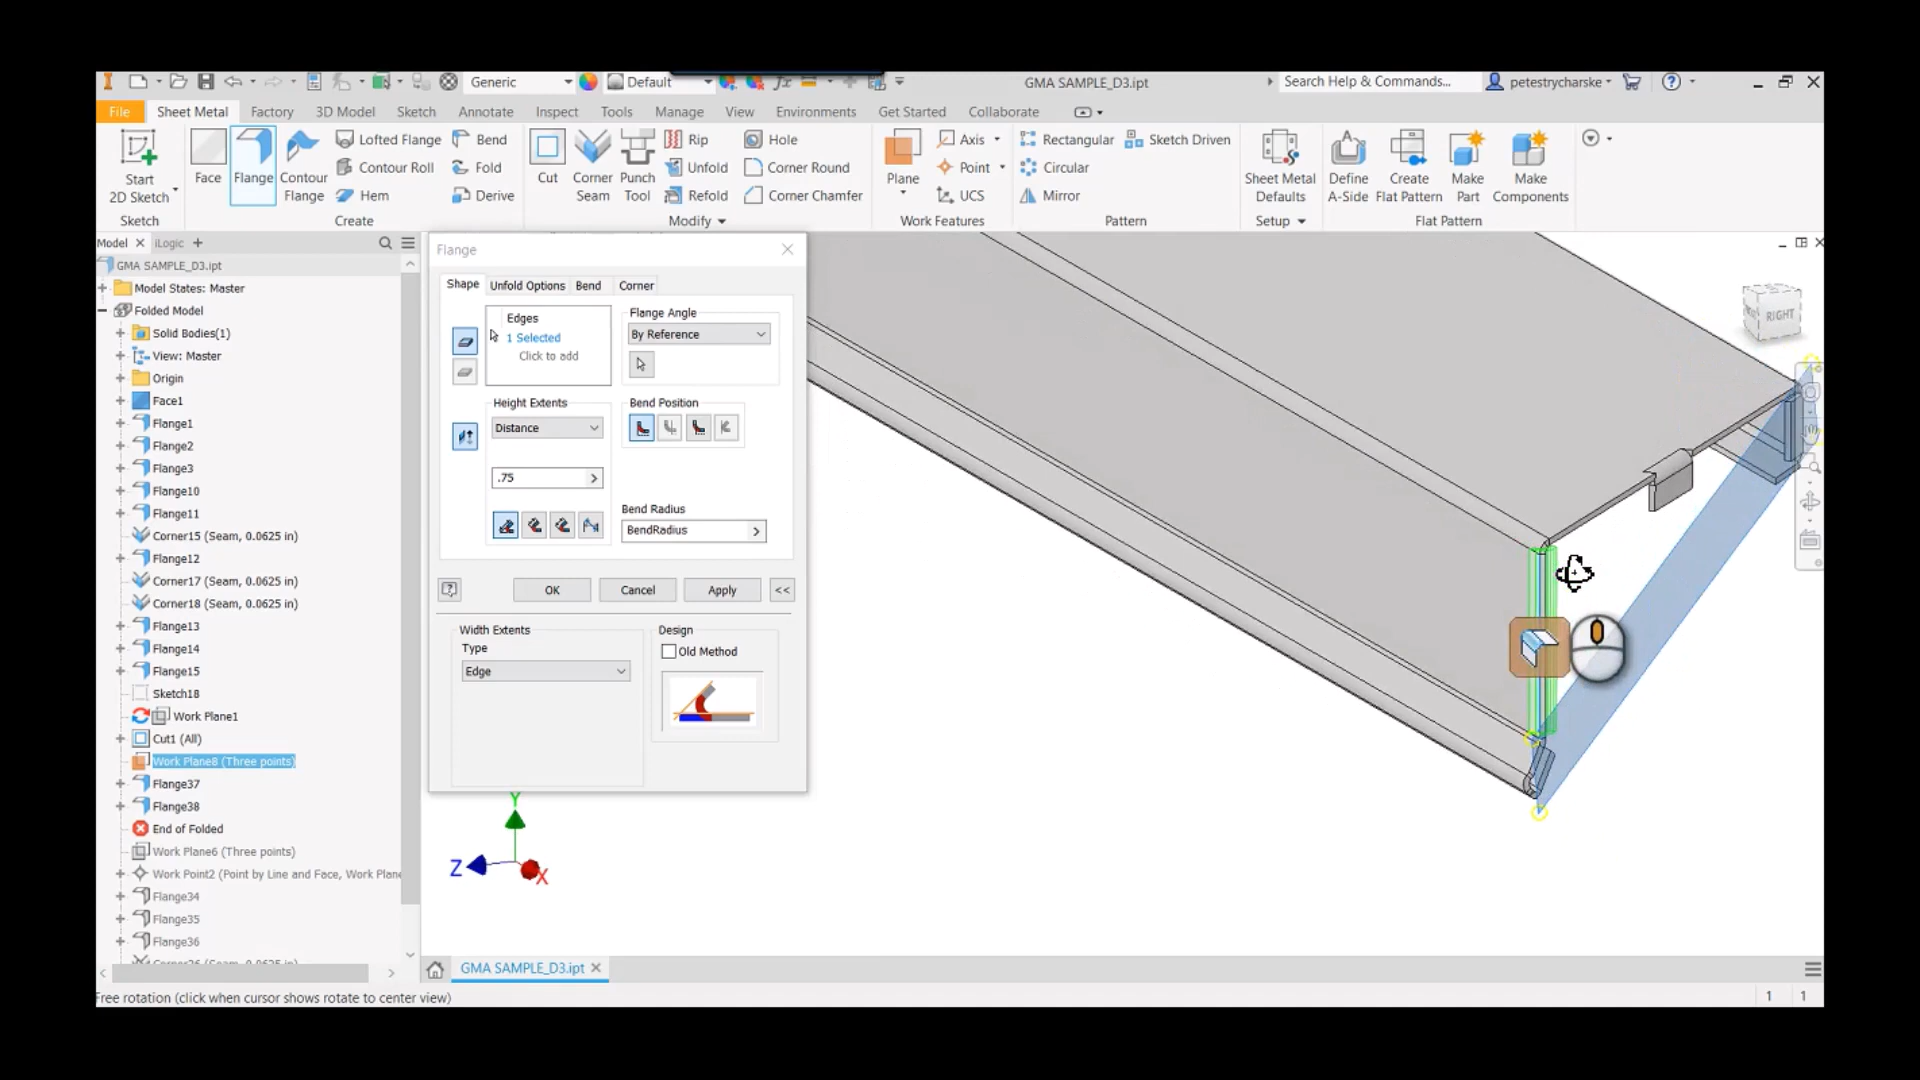 Generic
Default
fx
GMA SAMPLE_D3.ipt
Search Help & Commands...
petestrycharske
File
Sheet Metal
Factory
3D Model
Sketch
Annotate
Inspect
Tools
Manage
View
Environments
Get Started
Collaborate
Start
2D Sketch
Sketch
Face
Flange
Contour
Flange
Lofted Flange
Contour Roll
Hem
Bend
Fold
Derive
Create
Cut
Corner
Seam
Punch
Tool
Rip
Unfold
Refold
Hole
Corner Round
Corner Chamfer
Modify
Plane
Axis
Point
UCS
Work Features
Rectangular
Circular
Mirror
Sketch Driven
Pattern
Sheet Metal
Defaults
Setup
Define
A-Side
Create
Flat Pattern
Make
Part
Make
Components
Flat Pattern
Model
iLogic
GMA SAMPLE_D3.ipt
Model States: Master
Folded Model
Solid Bodies(1)
View: Master
Origin
Face1
Flange1
Flange2
Flange3
Flange10
Flange11
Corner15 (Seam, 0.0625 in)
Flange12
Corner17 (Seam, 0.0625 in)
Corner18 (Seam, 0.0625 in)
Flange13
Flange14
Flange15
Sketch18
Work Plane1
Cut1 (All)
Work Plane8 (Three points)
Flange37
Flange38
End of Folded
Work Plane6 (Three points)
Work Point2 (Point by Line and Face, Work Plane
Flange34
Flange35
Flange36
Flange
Shape
Unfold Options
Bend
Corner
Edges
1 Selected
Click to add
Flange Angle
By Reference
Height Extents
Distance
.75
Bend Position
Bend Radius
BendRadius
OK
Cancel
Apply
<<
Width Extents
Type
Edge
Design
Old Method
RIGHT
Y
Z
X
GMA SAMPLE_D3.ipt
Free rotation (click when cursor shows rotate to center view)
1
1